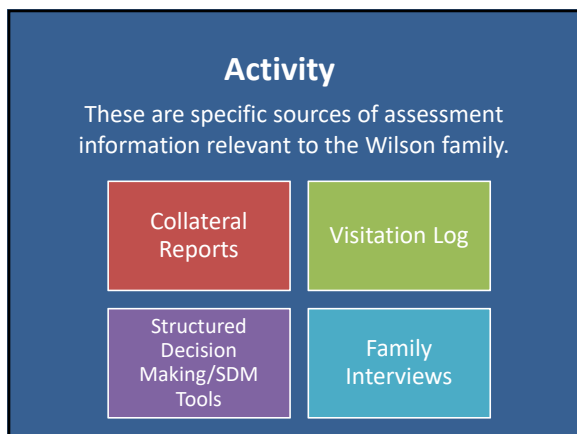 Activity
These are specific sources of assessment
information relevant to the Wilson family.
Collateral
Reports
Visitation Log
Structured
Decision
Making/SDM
Tools
Family
Interviews